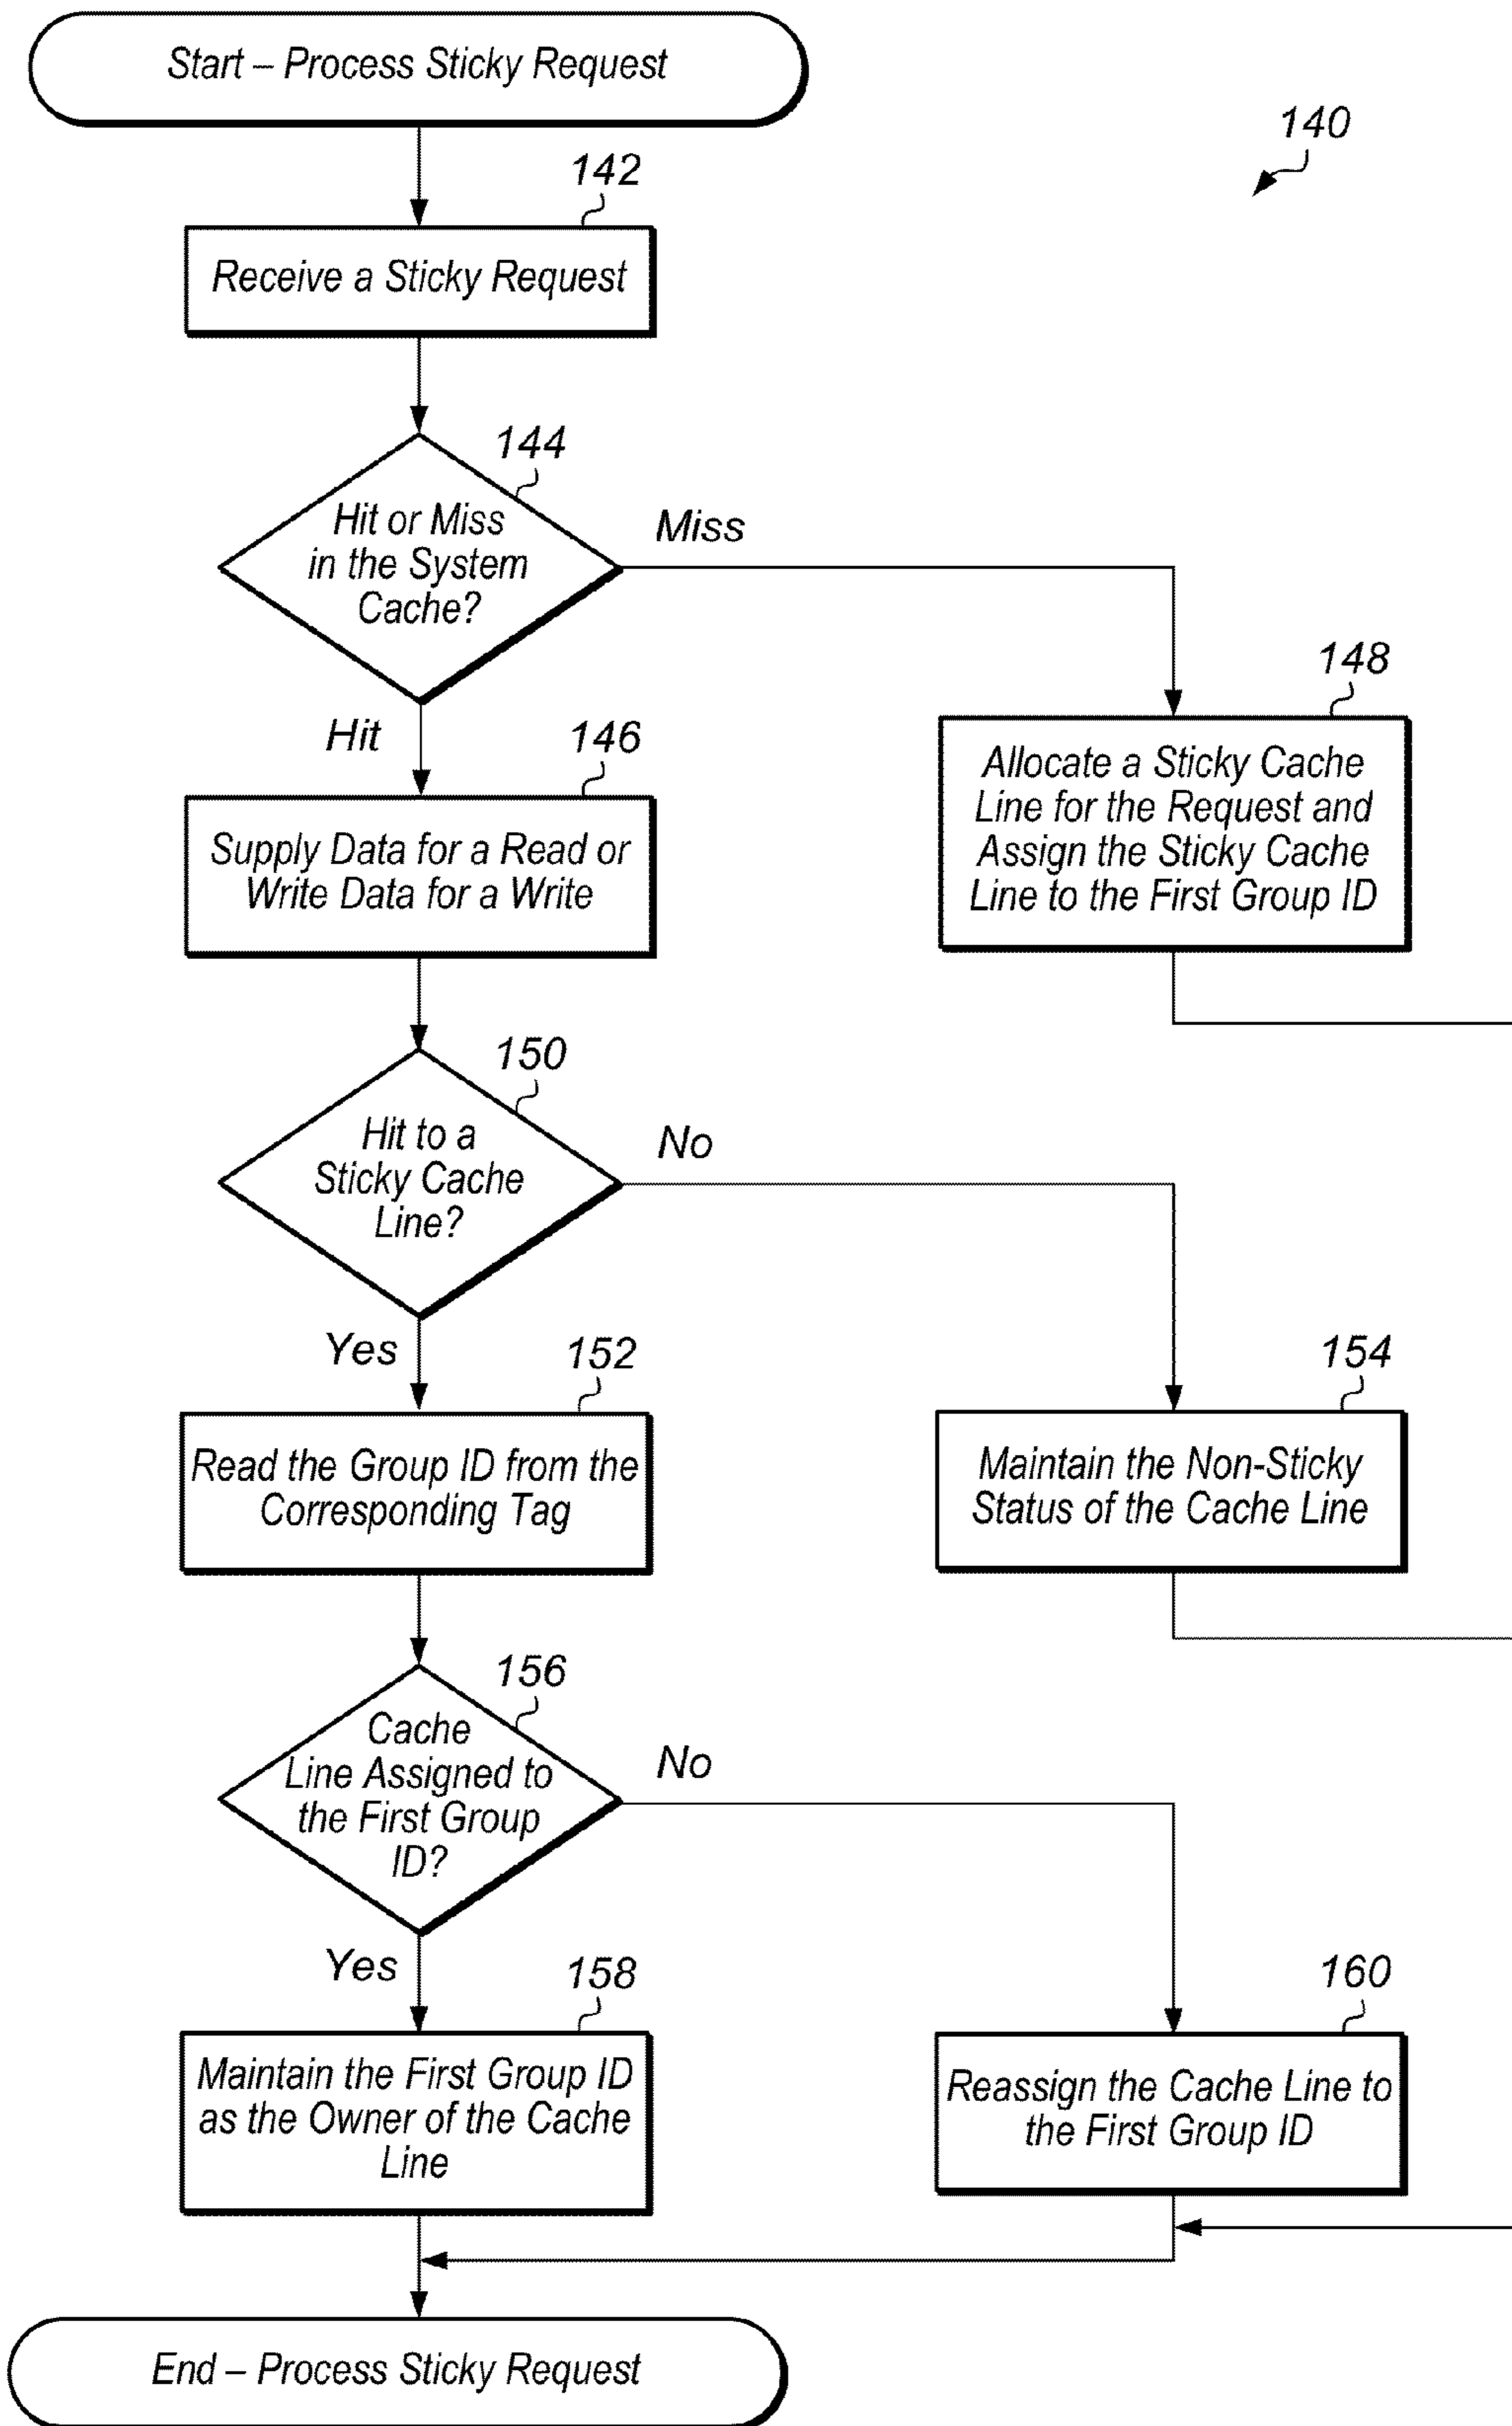 Start – Process Sticky Request
140
142
Receive a Sticky Request
144
Hit or Miss
in the System
Cache?
Miss
Hit
146
Supply Data for a Read or
Write Data for a Write
148
Allocate a Sticky Cache
Line for the Request and
Assign the Sticky Cache
Line to the First Group ID
150
Hit to a
Sticky Cache
Line?
No
Yes
152
Read the Group ID from the
Corresponding Tag
154
Maintain the Non-Sticky
Status of the Cache Line
156
Cache
Line Assigned to
the First Group
ID?
No
Yes
158
Maintain the First Group ID
as the Owner of the Cache
Line
160
Reassign the Cache Line to
the First Group ID
End – Process Sticky Request